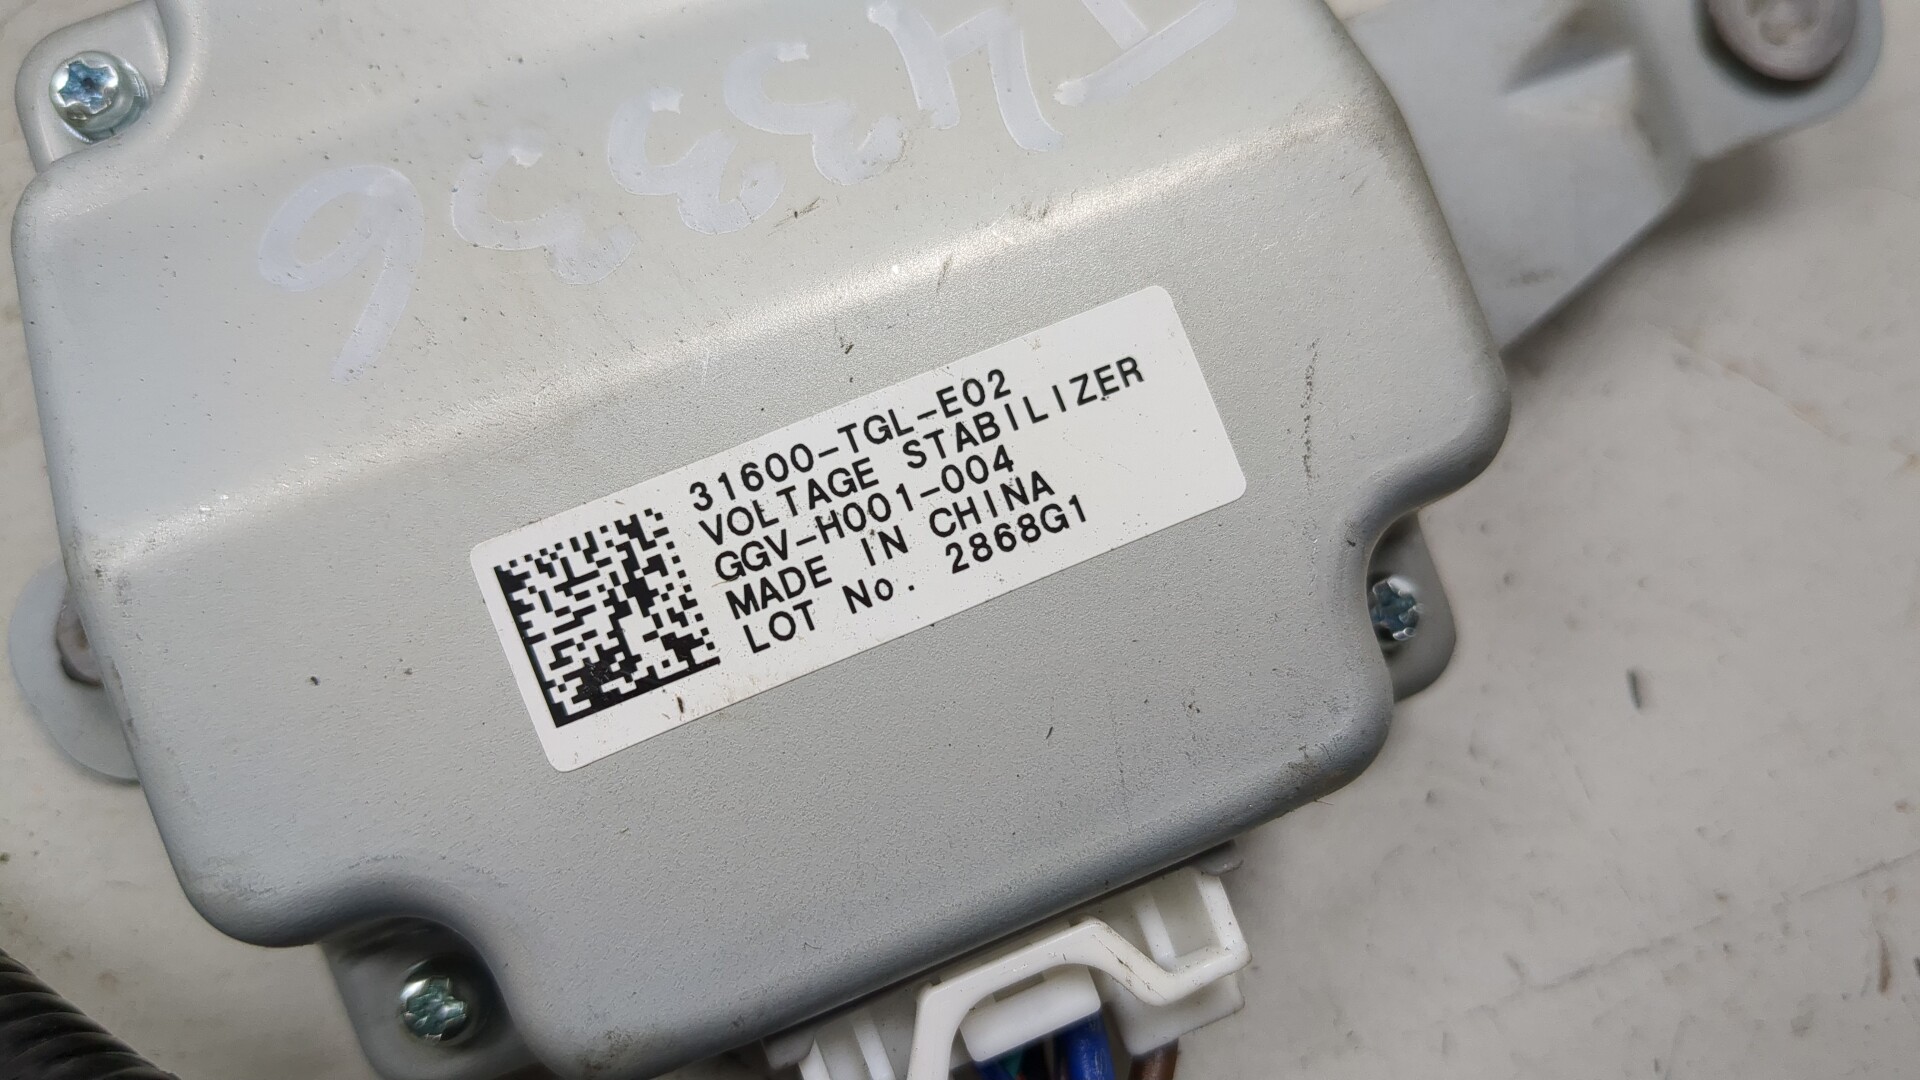 31600-TGL-E02
VOLTAGE STABILIZER
GGV-H001-004
MADE IN CHINA
LOT No. 2868G1